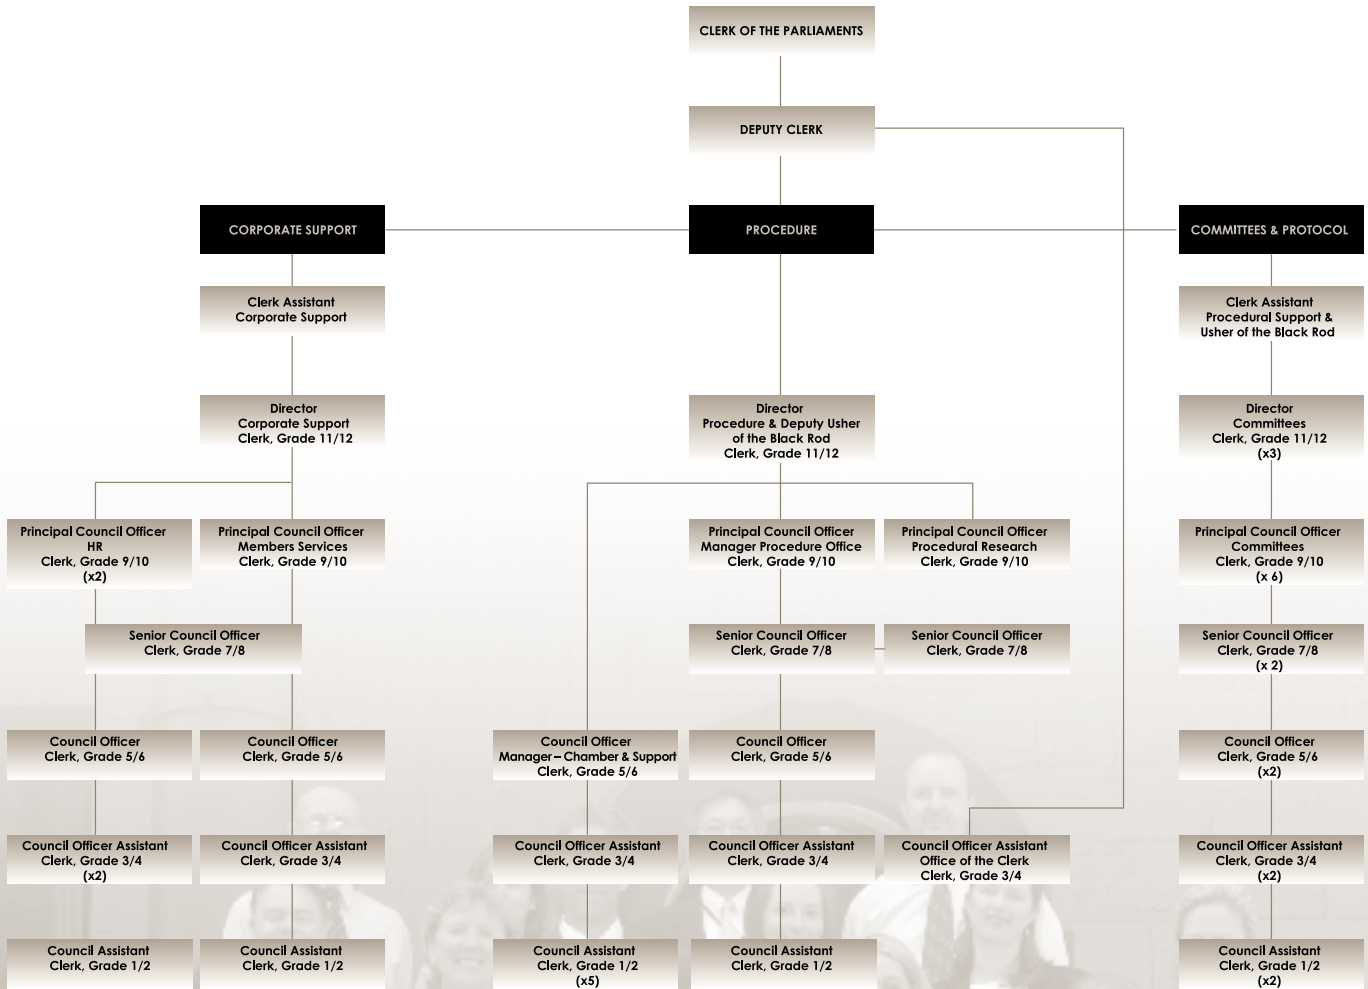 CLERK OF THE PARLIAMENTS
DEPUTY CLERK
CORPORATE SUPPORT
PROCEDURE
COMMITTEES & PROTOCOL
Clerk Assistant
Corporate Support
Clerk Assistant
Procedural Support &
Usher of the Black Rod
Director
Corporate Support
Clerk, Grade 11/12
Director
Procedure & Deputy Usher
of the Black Rod
Clerk, Grade 11/12
Director
Committees
Clerk, Grade 11/12
(x3)
Principal Council Officer
HR
Clerk, Grade 9/10
(x2)
Principal Council Officer
Members Services
Clerk, Grade 9/10
Principal Council Officer
Manager Procedure Office
Clerk, Grade 9/10
Principal Council Officer
Procedural Research
Clerk, Grade 9/10
Principal Council Officer
Committees
Clerk, Grade 9/10
(x 6)
Senior Council Officer
Clerk, Grade 7/8
Senior Council Officer
Clerk, Grade 7/8
Senior Council Officer
Clerk, Grade 7/8
Senior Council Officer
Clerk, Grade 7/8
(x 2)
Council Officer
Clerk, Grade 5/6
Council Officer
Clerk, Grade 5/6
Council Officer
Manager – Chamber & Support
Clerk, Grade 5/6
Council Officer
Clerk, Grade 5/6
Council Officer
Clerk, Grade 5/6
(x2)
Council Officer Assistant
Clerk, Grade 3/4
(x2)
Council Officer Assistant
Clerk, Grade 3/4
Council Officer Assistant
Clerk, Grade 3/4
Council Officer Assistant
Clerk, Grade 3/4
Council Officer Assistant
Office of the Clerk
Clerk, Grade 3/4
Council Officer Assistant
Clerk, Grade 3/4
(x2)
Council Assistant
Clerk, Grade 1/2
Council Assistant
Clerk, Grade 1/2
Council Assistant
Clerk, Grade 1/2
(x5)
Council Assistant
Clerk, Grade 1/2
Council Assistant
Clerk, Grade 1/2
(x2)